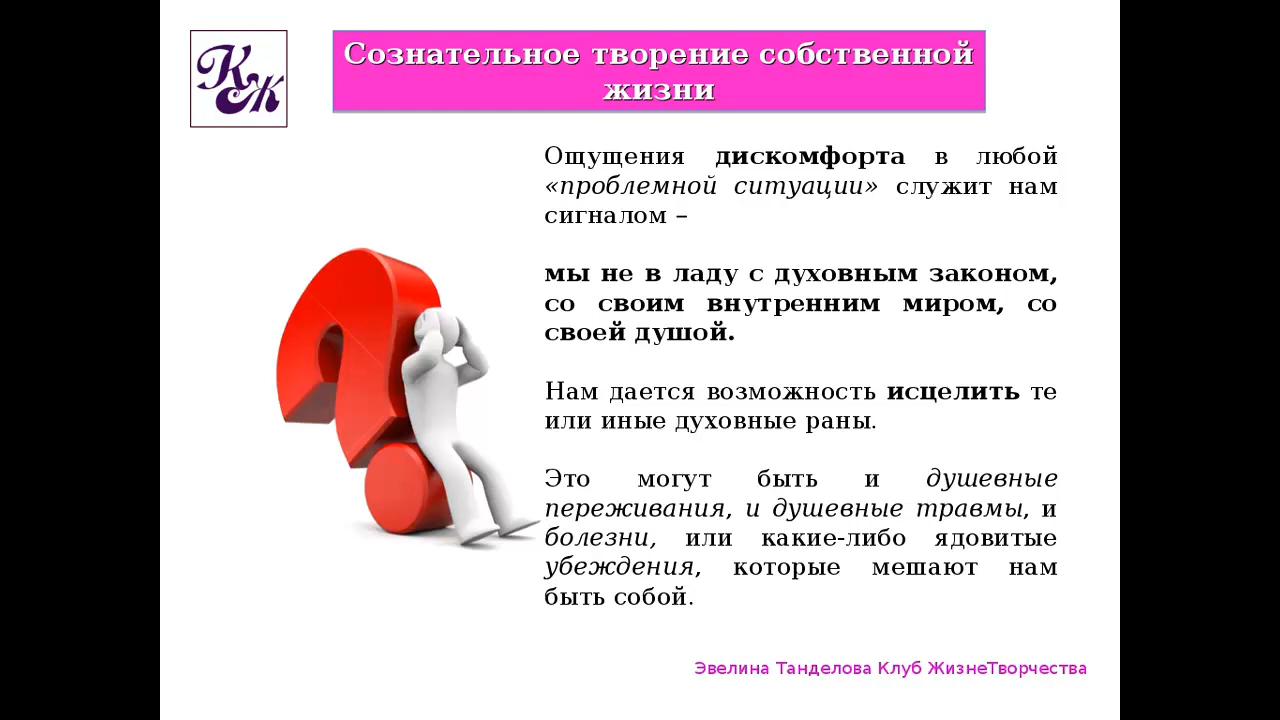 КЖ
Сознательное творение собственной
жизни
Ощущения дискомфорта в любой
«проблемной ситуации» служит нам
сигналом –
мы не в ладу с духовным законом,
со своим внутренним миром, со
своей душой.
Нам дается возможность исцелить те
или иные духовные раны.
Это могут быть и душевные
переживания, и душевные травмы, и
болезни, или какие-либо ядовитые
убеждения, которые мешают нам
быть собой.
Эвелина Танделова Клуб ЖизнеТворчества